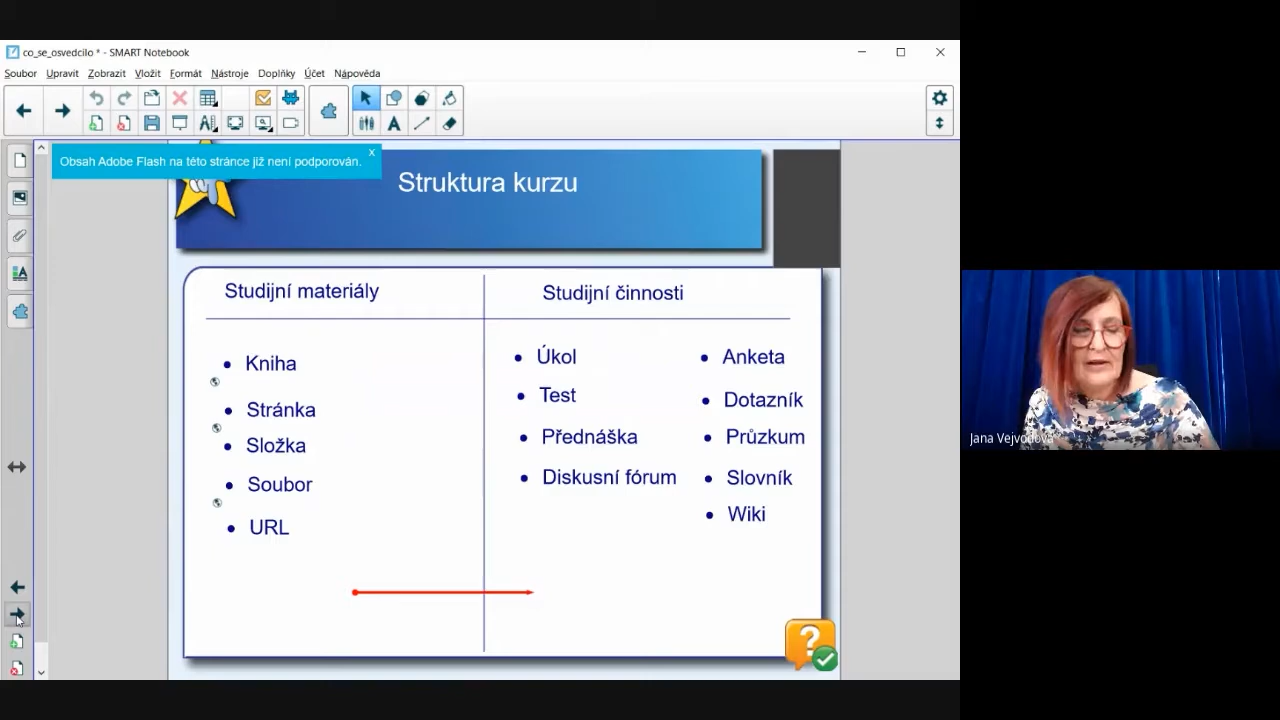 co_se_osvedcilo * - SMART Notebook
Soubor Upravit Zobrazit Vložit Formát Nástroje Doplňky Účet Nápověda
Obsah Adobe Flash na této stránce již není podporován.
x
Struktura kurzu
Studijní materiály
Studijní činnosti
Kniha
Stránka
Složka
Soubor
URL
Úkol
Test
Přednáška
Diskusní fórum
Anketa
Dotazník
Průzkum
Slovník
Wiki
Jana Vejvodová